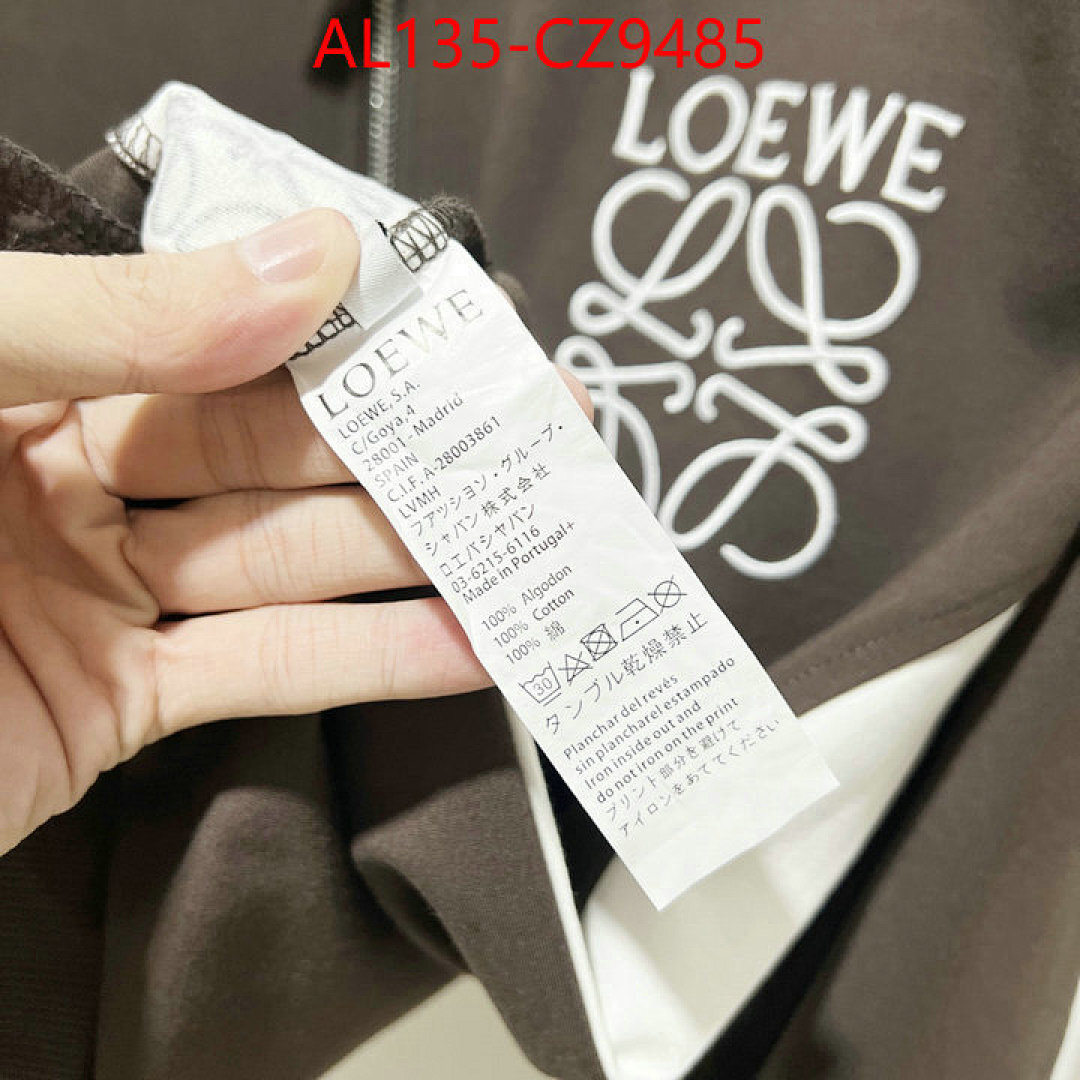 AL135-CZ9485
LOEWE
LOEWE
LOEWE, S.A.
C/Goya, 4
28001 - Madrid
SPAIN
C.I.F. A-28003861
LVMH
ファッション・グループ・
ジャパン株式会社
ロエバジャパン
03-6215-6116
Made in Portugal+
100% Algodon
100% Cotton
100% 綿
30
タンブル乾燥禁止
Planchar del revés
sin plancharel estampado
Iron inside out and
do not iron on the print
プリント部分を避けて
アイロンをあててください